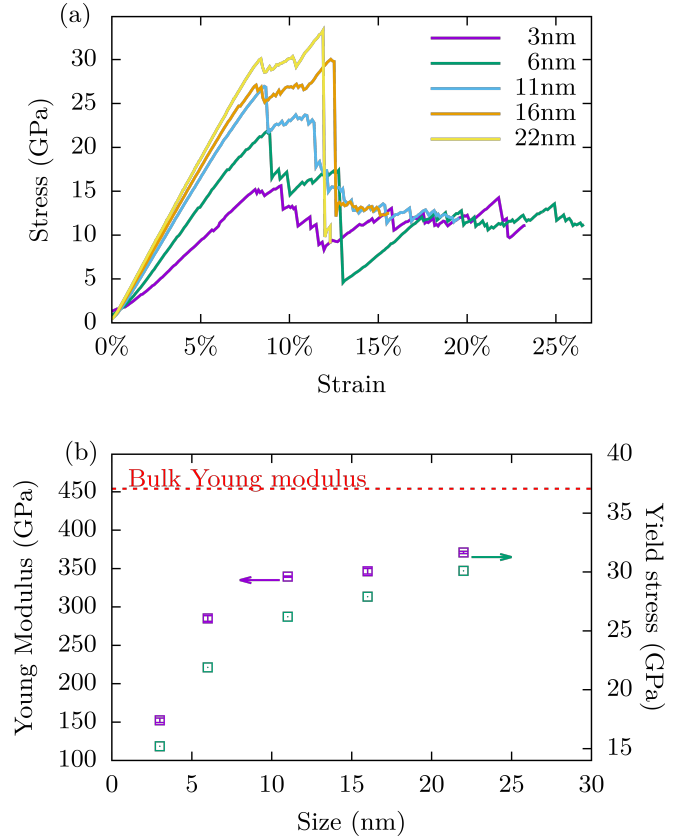 (a)
Stress (GPa)
35
30
25
20
15
10
5
0
3nm
6nm
11nm
16nm
22nm
0% 5% 10% 15% 20% 25%
Strain
(b)
Young Modulus (GPa)
450
400
350
300
250
200
150
100
Bulk Young modulus
40
35
30
25
20
15
Yield stress (GPa)
0 5 10 15 20 25 30
Size (nm)